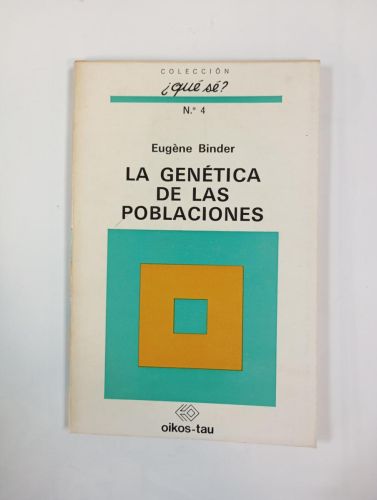 COLECCIÓN
¿qué sé?
N.° 4
Eugène Binder
LA GENÉTICA
DE LAS
POBLACIONES
oikos-tau